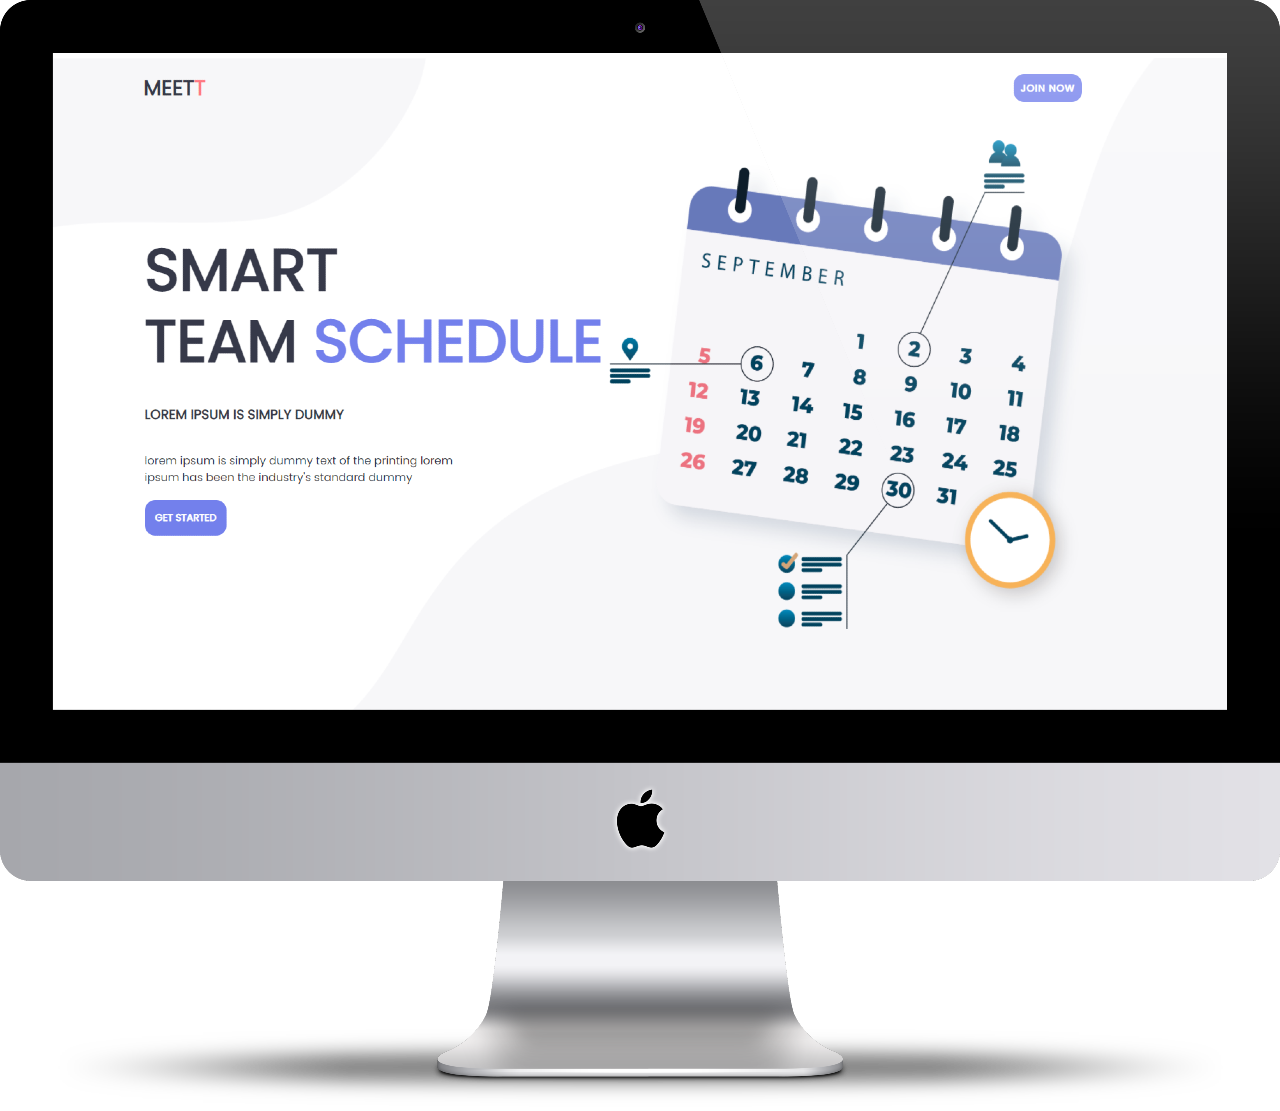 MEETT
JOIN NOW
SMART
TEAM SCHEDULE
LOREM IPSUM IS SIMPLY DUMMY
lorem ipsum is simply dummy text of the printing lorem
ipsum has been the industry's standard dummy
GET STARTED
SEPTEMBER
1 2 3 4
5 6 7 8 9 10 11
12 13 14 15 16 17 18
19 20 21 22 23 24 25
26 27 28 29 30 31